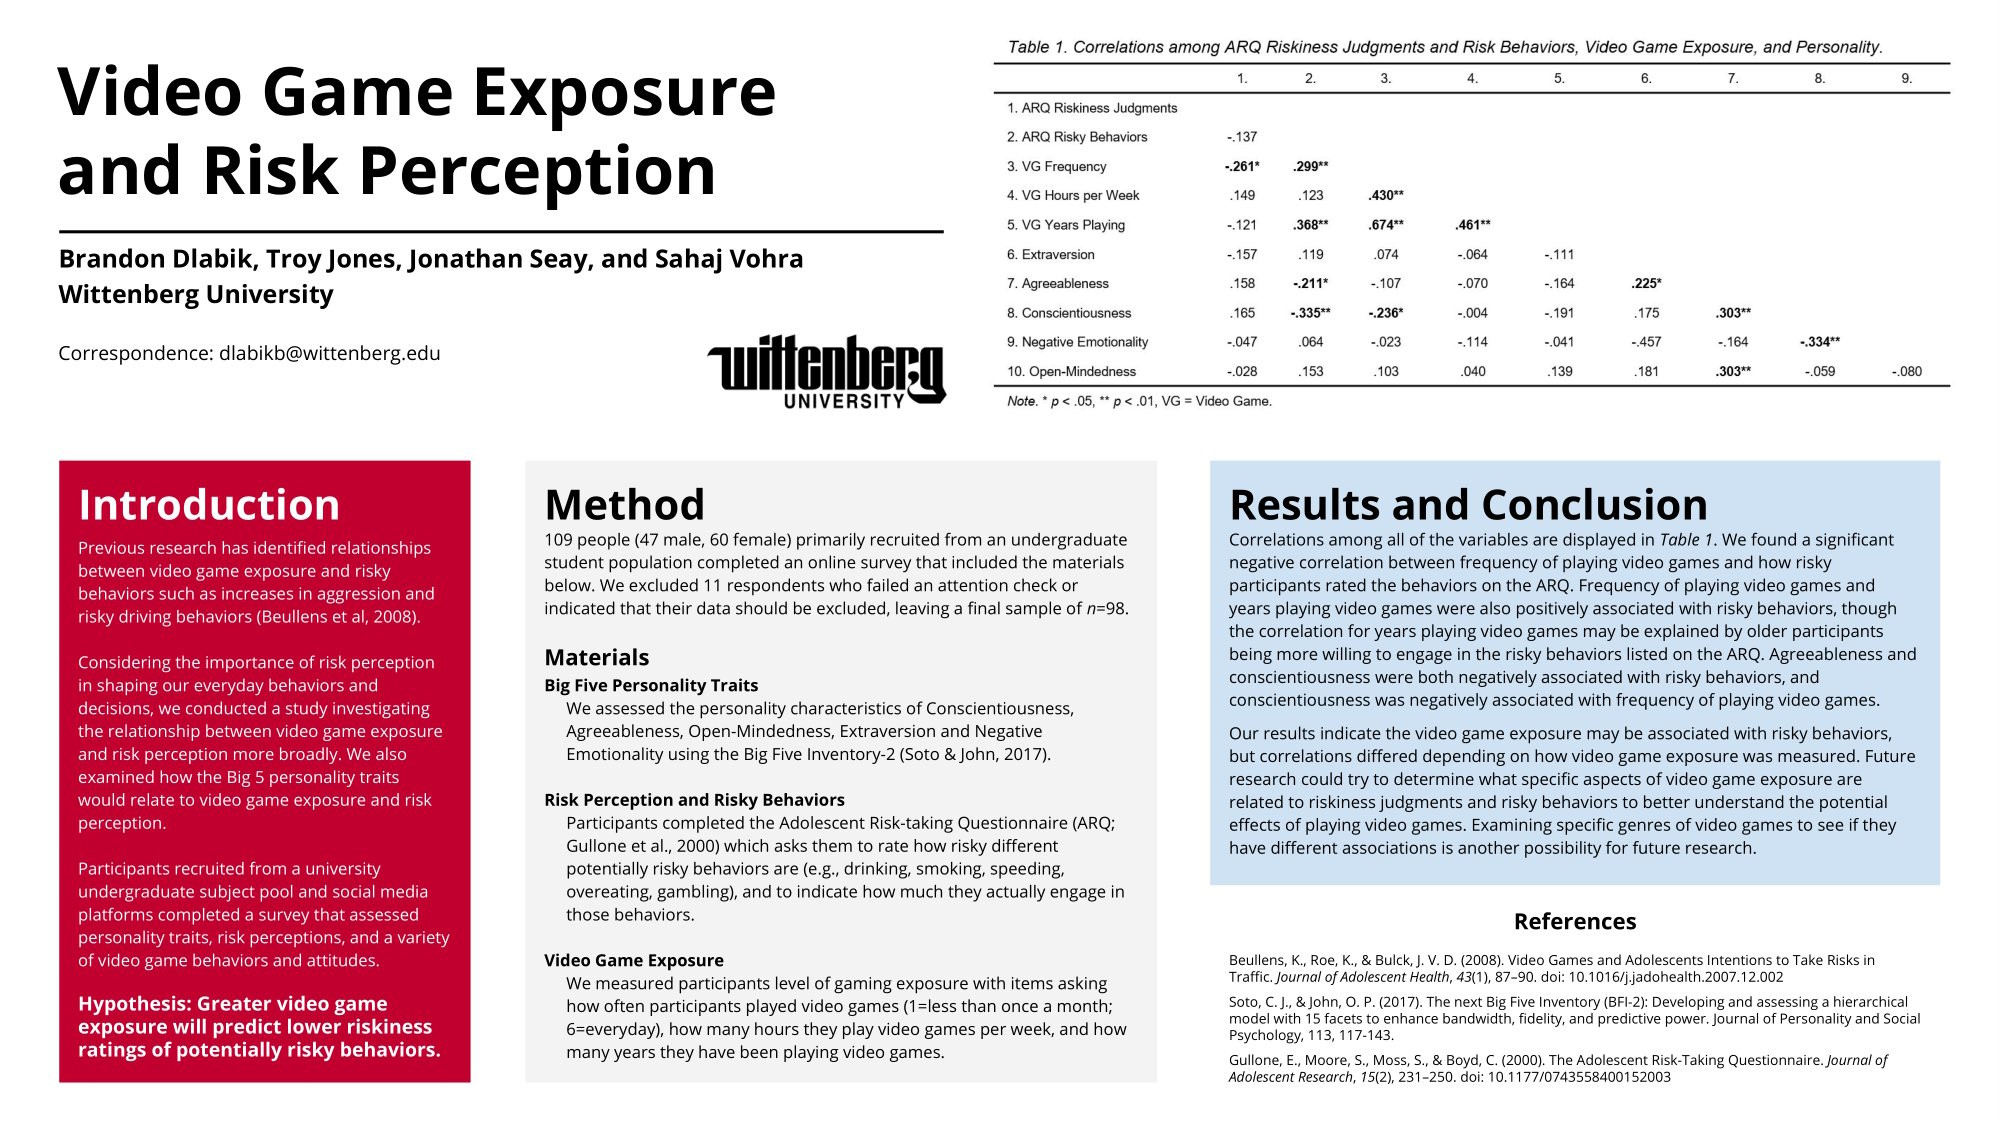 Video Game Exposure
and Risk Perception
Brandon Dlabik, Troy Jones, Jonathan Seay, and Sahaj Vohra
Wittenberg University
Correspondence: dlabikb@wittenberg.edu
wittenberg
UNIVERSITY
Table 1. Correlations among ARQ Riskiness Judgments and Risk Behaviors, Video Game Exposure, and Personality.
1. 2. 3. 4. 5. 6. 7. 8. 9.
1. ARQ Riskiness Judgments
2. ARQ Risky Behaviors -.137
3. VG Frequency -.261* .299**
4. VG Hours per Week .149 .123 .430**
5. VG Years Playing -.121 .368** .674** .461**
6. Extraversion -.157 .119 .074 -.064 -.111
7. Agreeableness .158 -.211* -.107 -.070 -.164 .225*
8. Conscientiousness .165 -.335** -.236* -.004 -.191 .175 .303**
9. Negative Emotionality -.047 .064 -.023 -.114 -.041 -.457 -.164 -.334**
10. Open-Mindedness -.028 .153 .103 .040 .139 .181 .303** -.059 -.080
Note. * p < .05, ** p < .01, VG = Video Game.
Introduction
Previous research has identified relationships
between video game exposure and risky
behaviors such as increases in aggression and
risky driving behaviors (Beullens et al, 2008).
Considering the importance of risk perception
in shaping our everyday behaviors and
decisions, we conducted a study investigating
the relationship between video game exposure
and risk perception more broadly. We also
examined how the Big 5 personality traits
would relate to video game exposure and risk
perception.
Participants recruited from a university
undergraduate subject pool and social media
platforms completed a survey that assessed
personality traits, risk perceptions, and a variety
of video game behaviors and attitudes.
Hypothesis: Greater video game
exposure will predict lower riskiness
ratings of potentially risky behaviors.
Method
109 people (47 male, 60 female) primarily recruited from an undergraduate
student population completed an online survey that included the materials
below. We excluded 11 respondents who failed an attention check or
indicated that their data should be excluded, leaving a final sample of n=98.
Materials
Big Five Personality Traits
We assessed the personality characteristics of Conscientiousness,
Agreeableness, Open-Mindedness, Extraversion and Negative
Emotionality using the Big Five Inventory-2 (Soto & John, 2017).
Risk Perception and Risky Behaviors
Participants completed the Adolescent Risk-taking Questionnaire (ARQ;
Gullone et al., 2000) which asks them to rate how risky different
potentially risky behaviors are (e.g., drinking, smoking, speeding,
overeating, gambling), and to indicate how much they actually engage in
those behaviors.
Video Game Exposure
We measured participants level of gaming exposure with items asking
how often participants played video games (1=less than once a month;
6=everyday), how many hours they play video games per week, and how
many years they have been playing video games.
Results and Conclusion
Correlations among all of the variables are displayed in Table 1. We found a significant
negative correlation between frequency of playing video games and how risky
participants rated the behaviors on the ARQ. Frequency of playing video games and
years playing video games were also positively associated with risky behaviors, though
the correlation for years playing video games may be explained by older participants
being more willing to engage in the risky behaviors listed on the ARQ. Agreeableness and
conscientiousness were both negatively associated with risky behaviors, and
conscientiousness was negatively associated with frequency of playing video games.
Our results indicate the video game exposure may be associated with risky behaviors,
but correlations differed depending on how video game exposure was measured. Future
research could try to determine what specific aspects of video game exposure are
related to riskiness judgments and risky behaviors to better understand the potential
effects of playing video games. Examining specific genres of video games to see if they
have different associations is another possibility for future research.
References
Beullens, K., Roe, K., & Bulck, J. V. D. (2008). Video Games and Adolescents Intentions to Take Risks in
Traffic. Journal of Adolescent Health, 43(1), 87–90. doi: 10.1016/j.jadohealth.2007.12.002
Soto, C. J., & John, O. P. (2017). The next Big Five Inventory (BFI-2): Developing and assessing a hierarchical
model with 15 facets to enhance bandwidth, fidelity, and predictive power. Journal of Personality and Social
Psychology, 113, 117-143.
Gullone, E., Moore, S., Moss, S., & Boyd, C. (2000). The Adolescent Risk-Taking Questionnaire. Journal of
Adolescent Research, 15(2), 231–250. doi: 10.1177/0743558400152003